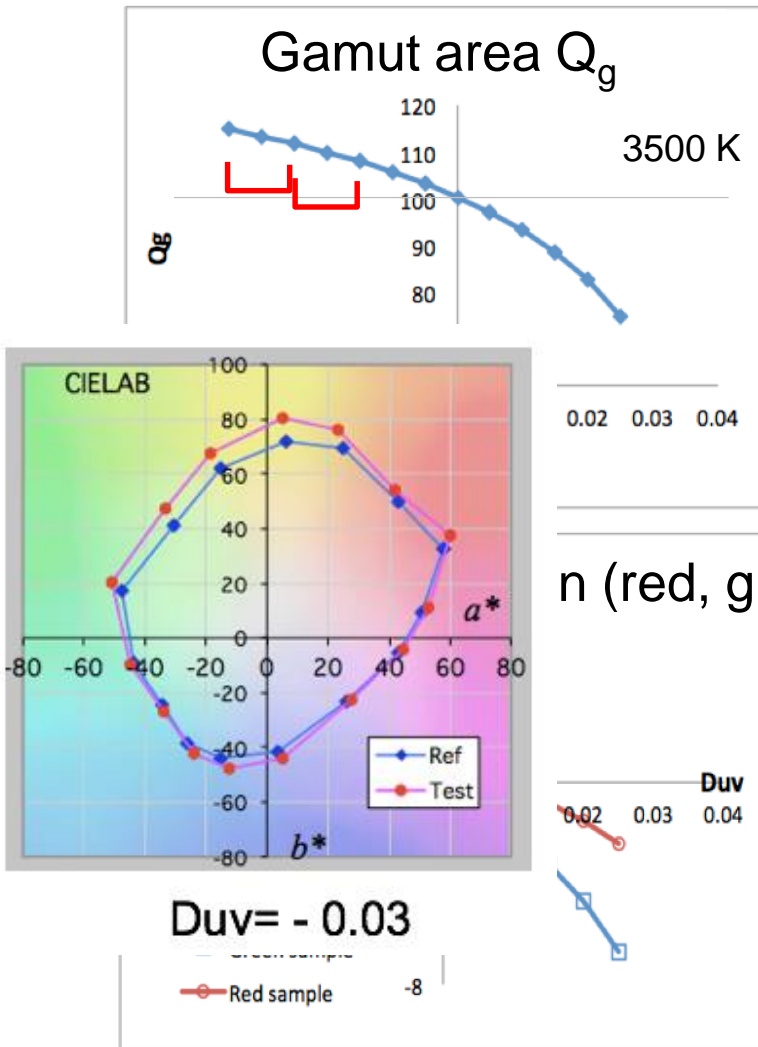 Gamut area Qg
120
3500 K
110
100
Qg
90
80
0.02 0.03 0.04
CIELAB
100
80
60
40
20
a*
0
-80 -60 -40 -20 0 20 40 60 80
-20
-40
-60
-80
b*
Ref
Test
n (red, g
Duv
0.02 0.03 0.04
Duv= - 0.03
Red sample
-8